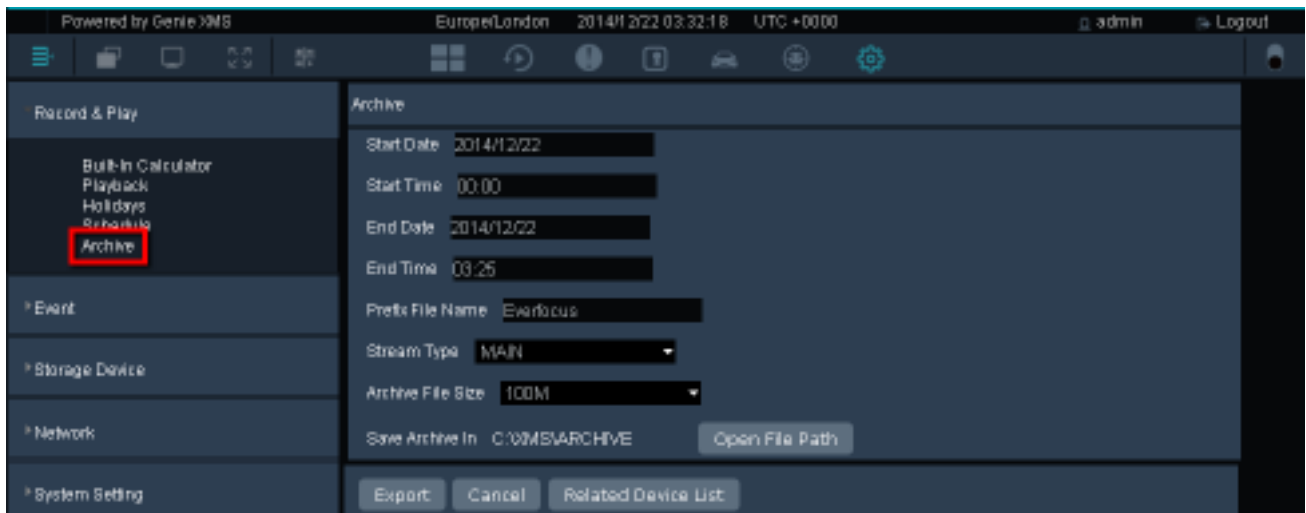 Powered by Genie XMS Europe/London 2014/12/22 03:32:18 UTC +0000 admin Logout
Record & Play
Built-In Calculator
Playback
Holidays
Schedule
Archive
Event
Storage Device
Network
System Setting
Archive
Start Date 2014/12/22
Start Time 00:00
End Date 2014/12/22
End Time 03:25
Prefix File Name Everfocus
Stream Type MAIN
Archive File Size 100M
Save Archive In C:\XMS\ARCHIVE Open File Path
Export Cancel Related Device List